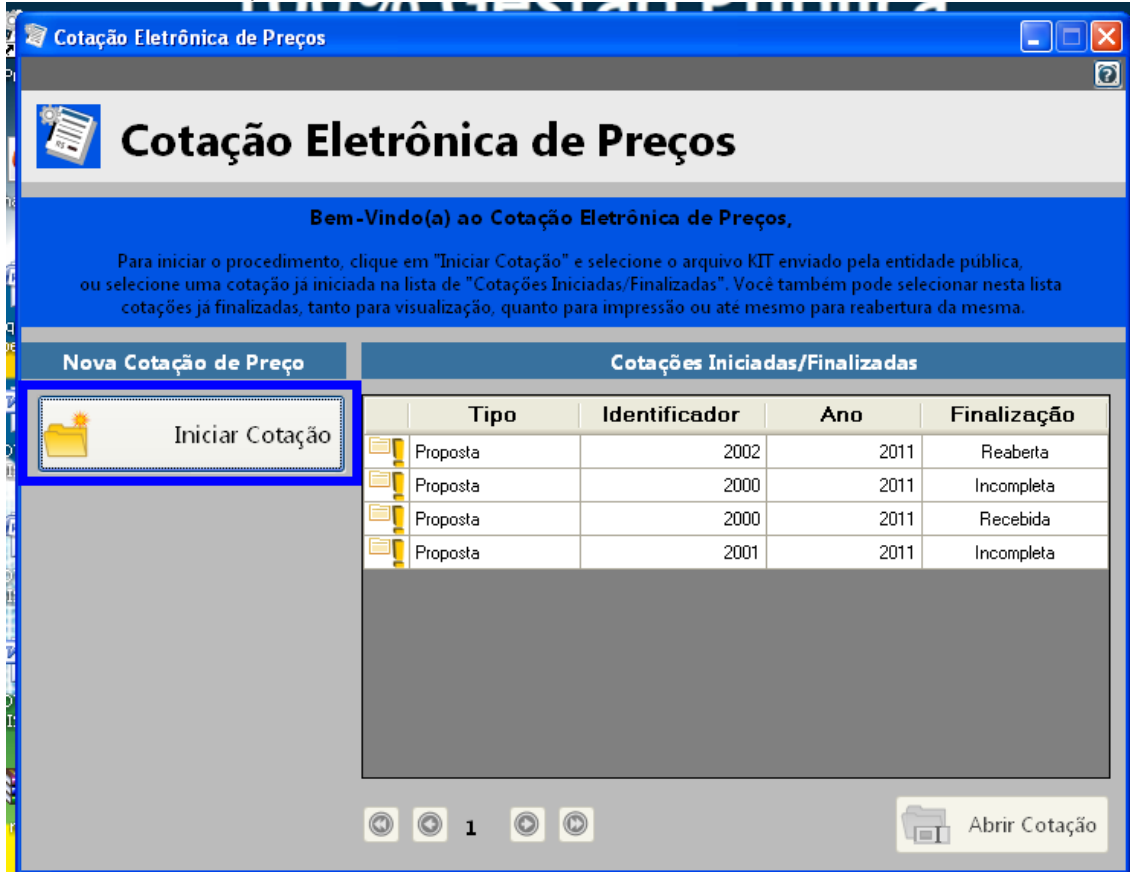 100% Gestão Pública
Cotação Eletrônica de Preços
Cotação Eletrônica de Preços
Bem-Vindo(a) ao Cotação Eletrônica de Preços,
Para iniciar o procedimento, clique em "Iniciar Cotação" e selecione o arquivo KIT enviado pela entidade pública,
ou selecione uma cotação já iniciada na lista de "Cotações Iniciadas/Finalizadas". Você também pode selecionar nesta lista
cotações já finalizadas, tanto para visualização, quanto para impressão ou até mesmo para reabertura da mesma.
Nova Cotação de Preço
Cotações Iniciadas/Finalizadas
Iniciar Cotação
Tipo Identificador Ano Finalização
Proposta 2002 2011 Reaberta
Proposta 2000 2011 Incompleta
Proposta 2000 2011 Recebida
Proposta 2001 2011 Incompleta
1
Abrir Cotação